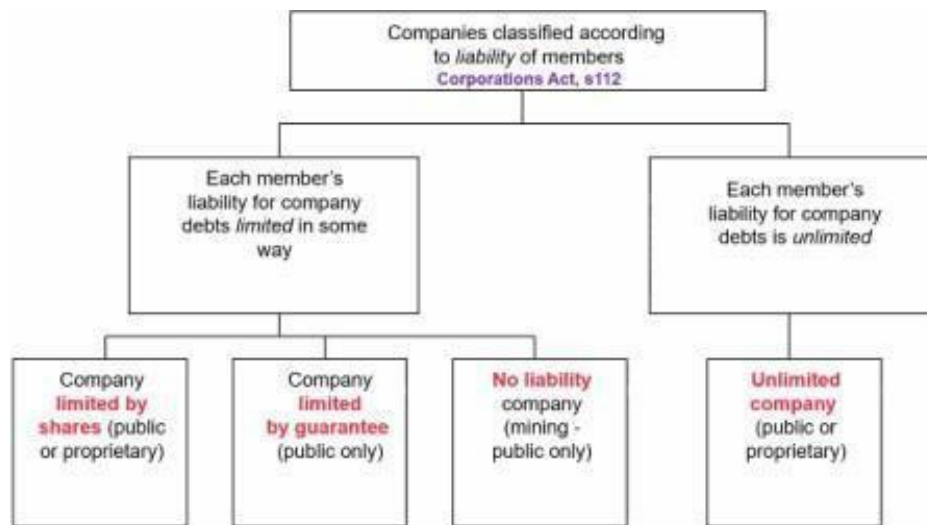 Companies classified according
to liability of members
Corporations Act, s112
Each member's
liability for company
debts limited in some
way
Each member's
liability for company
debts is unlimited
Company
limited by
shares (public
or proprietary)
Company
limited
by guarantee
(public only)
No liability
company
(mining -
public only)
Unlimited
company
(public or
proprietary)